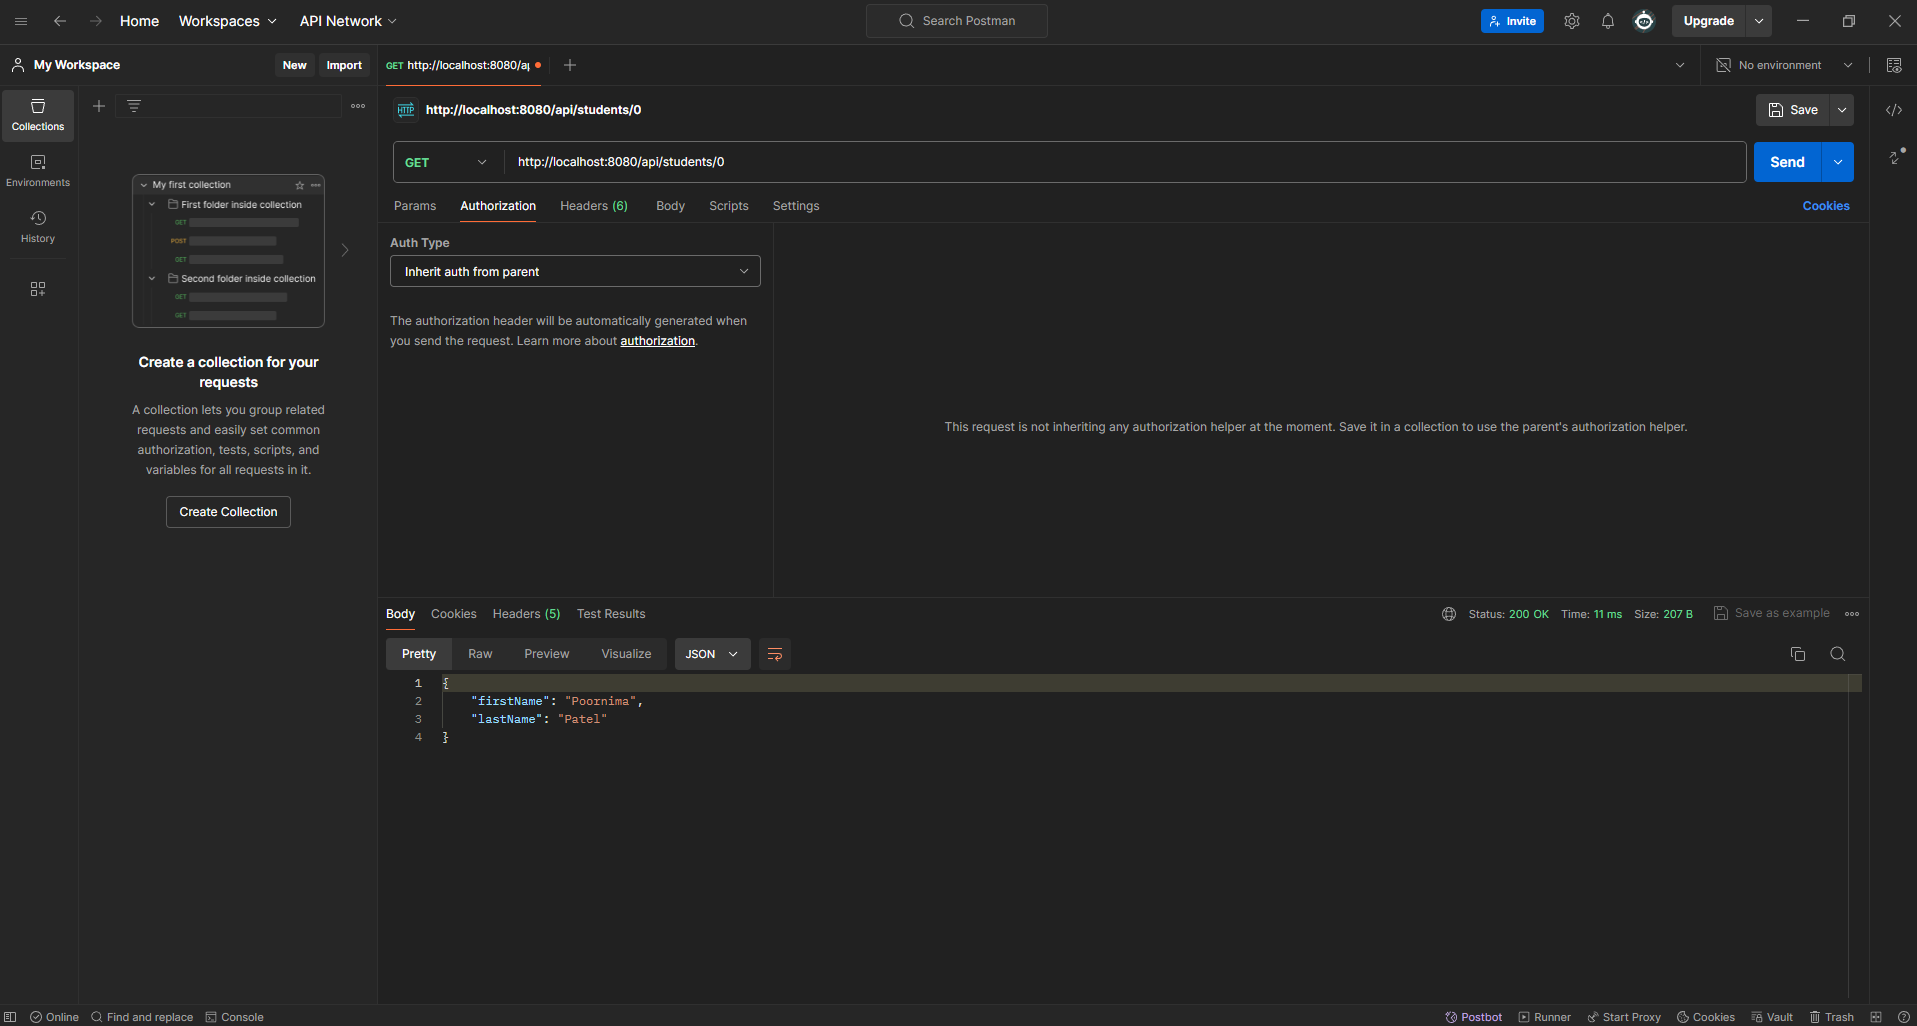 Home Workspaces API Network Search Postman Invite Upgrade
My Workspace New Import GET http://localhost:8080/a No environment
Collections
Environments
History
My first collection
First folder inside collection
GET
POST
GET
Second folder inside collection
GET
GET
Create a collection for your
requests
A collection lets you group related
requests and easily set common
authorization, tests, scripts, and
variables for all requests in it.
Create Collection
HTTP http://localhost:8080/api/students/0 Save
GET http://localhost:8080/api/students/0 Send
Params Authorization Headers (6) Body Scripts Settings Cookies
Auth Type
Inherit auth from parent
The authorization header will be automatically generated when
you send the request. Learn more about authorization.
This request is not inheriting any authorization helper at the moment. Save it in a collection to use the parent's authorization helper.
Body Cookies Headers (5) Test Results Status: 200 OK Time: 11 ms Size: 207 B Save as example
Pretty Raw Preview Visualize JSON
1 {
2 "firstName": "Poornima",
3 "lastName": "Patel"
4 }
Online Find and replace Console Postbot Runner Start Proxy Cookies Vault Trash